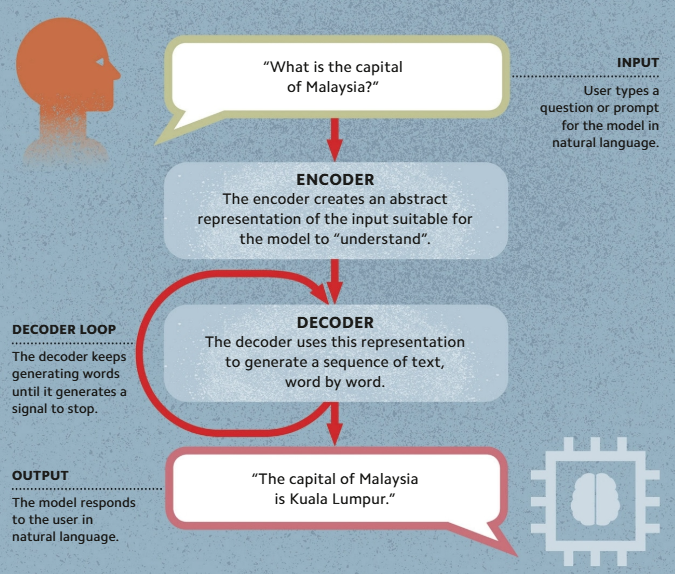 “What is the capital
of Malaysia?”
INPUT
User types a
question or prompt
for the model in
natural language.
ENCODER
The encoder creates an abstract
representation of the input suitable for
the model to “understand”.
DECODER
The decoder uses this representation
to generate a sequence of text,
word by word.
DECODER LOOP
The decoder keeps
generating words
until it generates a
signal to stop.
OUTPUT
The model responds
to the user in
natural language.
“The capital of Malaysia
is Kuala Lumpur.”